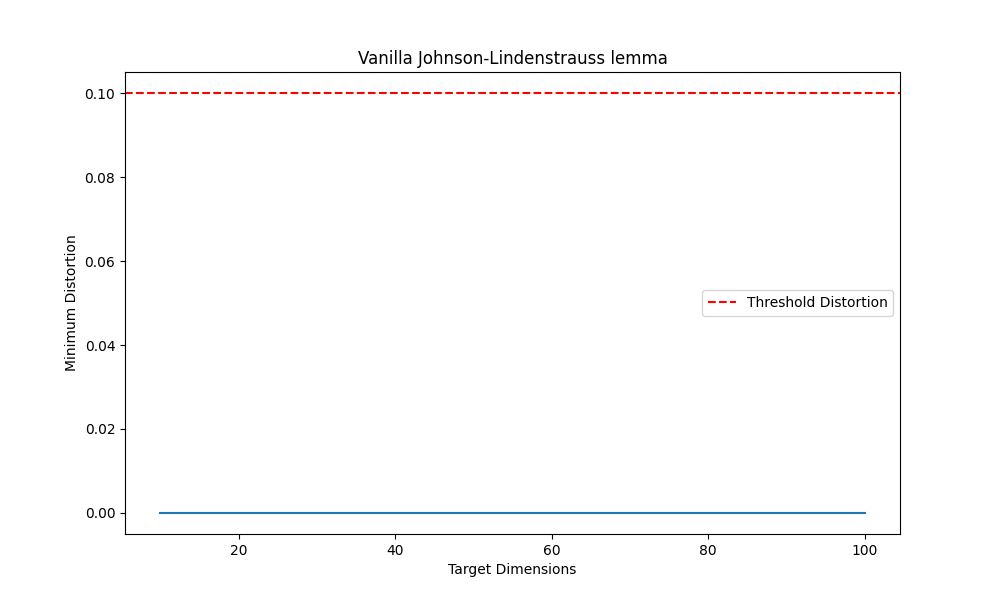 Vanilla Johnson-Lindenstrauss lemma
0.10
0.08
0.06
0.04
0.02
0.00
Minimum Distortion
Threshold Distortion
20
40
60
80
100
Target Dimensions